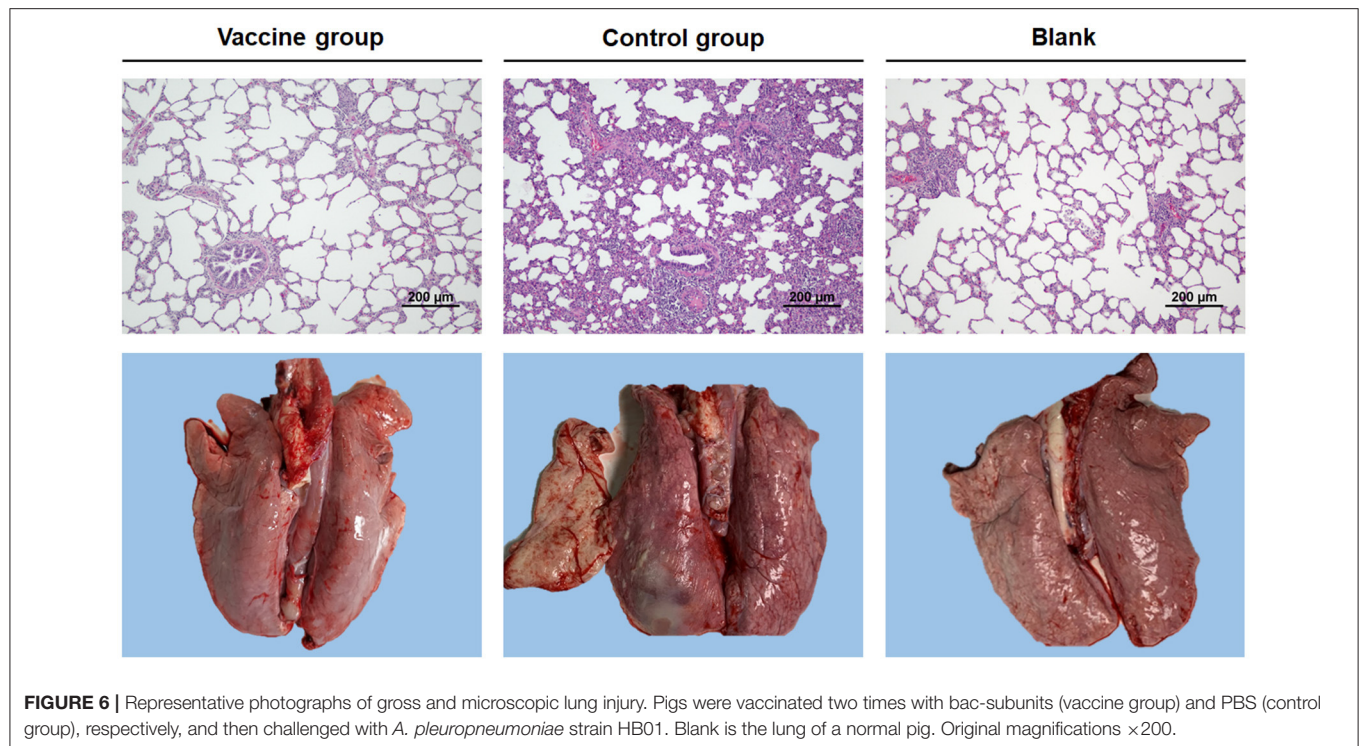 Vaccine group
Control group
Blank
200 μm
200 μm
200 μm
FIGURE 6 | Representative photographs of gross and microscopic lung injury. Pigs were vaccinated two times with bac-subunits (vaccine group) and PBS (control
group), respectively, and then challenged with A. pleuropneumoniae strain HB01. Blank is the lung of a normal pig. Original magnifications ×200.